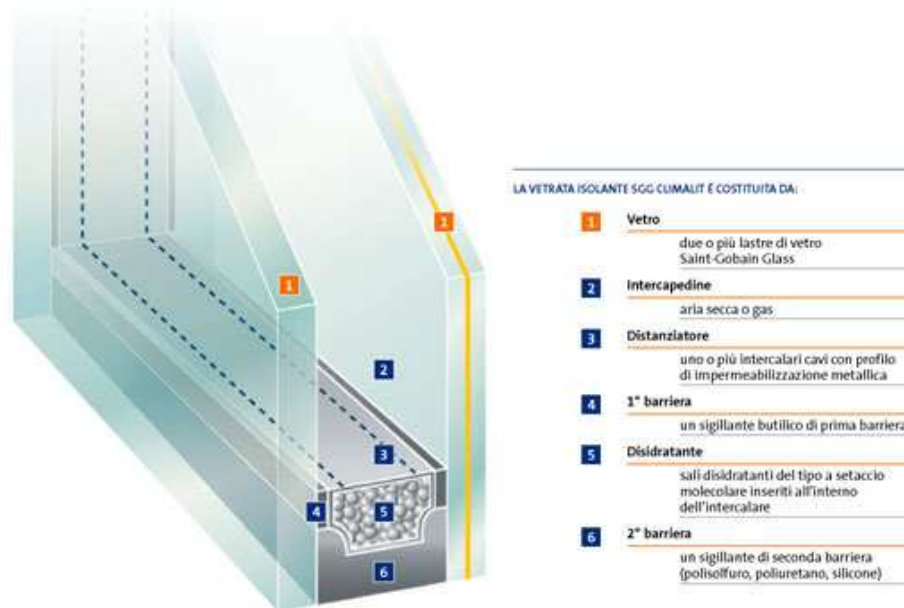 LA VETRATA ISOLANTE SGG CLIMALIT È COSTITUITA DA:
1 Vetro
due o più lastre di vetro
Saint-Gobain Glass
2 Intercapedine
aria secca o gas
3 Distanziatore
uno o più intercalari cavi con profilo
di impermeabilizzazione metallica
4 1° barriera
un sigillante butilico di prima barriera
5 Disidratante
sali disidratanti del tipo a setaccio
molecolare inseriti all'interno
dell'intercalare
6 2° barriera
un sigillante di seconda barriera
(polisolfuro, poliuretano, silicone)
1
1
2
3
4
5
6